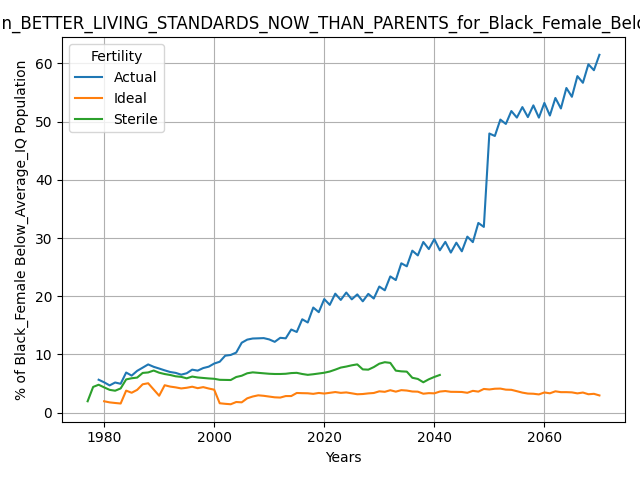 n_BETTER_LIVING_STANDARDS_NOW_THAN_PARENTS_for_Black_Female_Belo
Fertility
Actual
Ideal
Sterile
% of Black_Female Below_Average_IQ Population
60
50
40
30
20
10
0
1980 2000 2020 2040 2060
Years